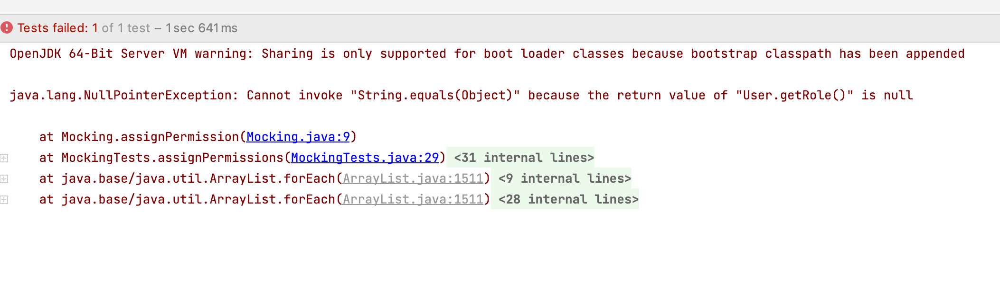 Tests failed: 1 of 1 test – 1 sec 641 ms
OpenJDK 64-Bit Server VM warning: Sharing is only supported for boot loader classes because bootstrap classpath has been appended
java.lang.NullPointerException: Cannot invoke "String.equals(Object)" because the return value of "User.getRole()" is null
at Mocking.assignPermission(Mocking.java:9)
at MockingTests.assignPermissions(MockingTests.java:29) <31 internal lines>
at java.base/java.util.ArrayList.forEach(ArrayList.java:1511) <9 internal lines>
at java.base/java.util.ArrayList.forEach(ArrayList.java:1511) <28 internal lines>